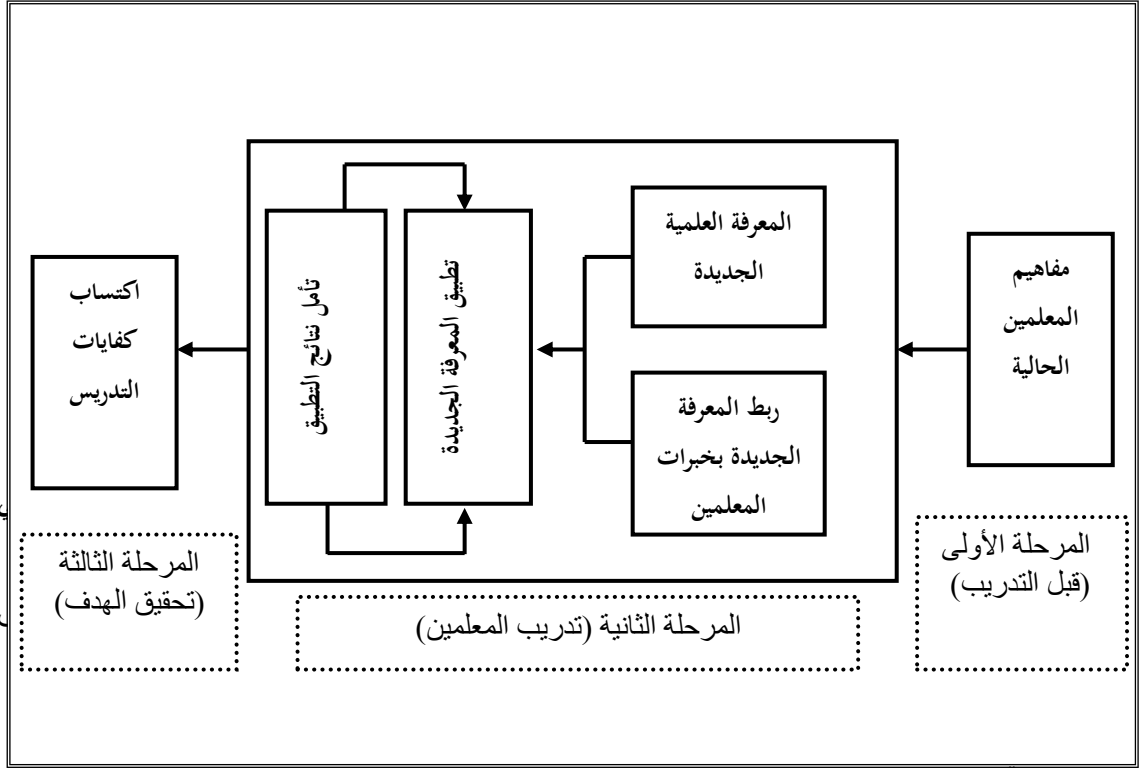 مفاهيم
المعلمين
الحالية
المعرفة العلمية
الجديدة
ربط المعرفة
الجديدة بخبرات
المعلمين
تطبيق المعرفة الجديدة
تأمل نتائج التطبيق
اكتساب
كفايات
التدريس
المرحلة الأولى
(قبل التدريب)
المرحلة الثانية (تدريب المعلمين)
المرحلة الثالثة
(تحقيق الهدف)